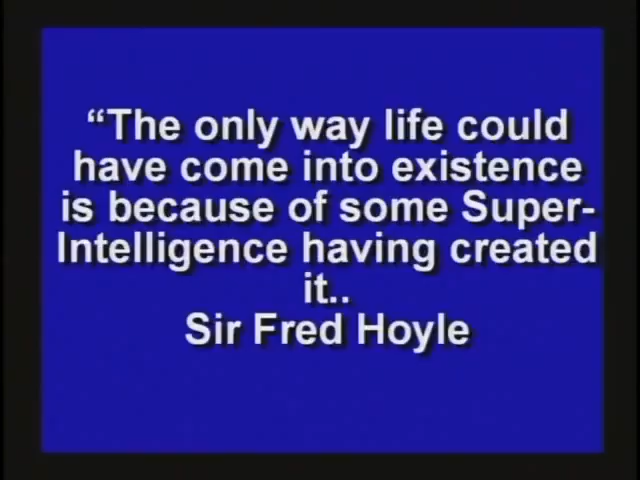 “The only way life could
have come into existence
is because of some Super-
Intelligence having created
it..
Sir Fred Hoyle